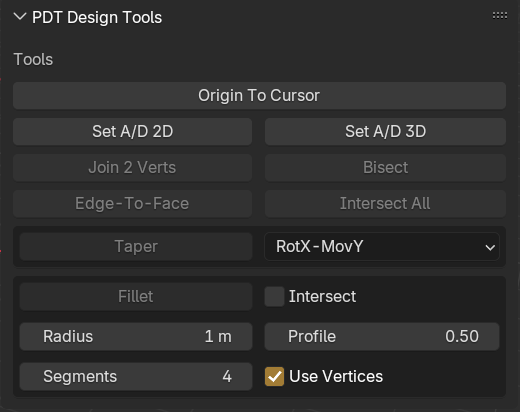 PDT Design Tools
Tools
Origin To Cursor
Set A/D 2D
Set A/D 3D
Join 2 Verts
Bisect
Edge-To-Face
Intersect All
Taper
RotX-MovY
Fillet
Intersect
Radius 1 m
Profile 0.50
Segments 4
Use Vertices